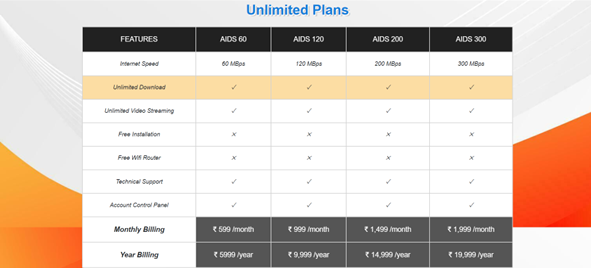 Unlimited Plans
FEATURES AIDS 60 AIDS 120 AIDS 200 AIDS 300
Internet Speed 60 MBps 120 MBps 200 MBps 300 MBps
Unlimited Download ✓ ✓ ✓ ✓
Unlimited Video Streaming ✓ ✓ ✓ ✓
Free Installation × × × ×
Free Wifi Router × × × ×
Technical Support ✓ ✓ ✓ ✓
Account Control Panel ✓ ✓ ✓ ✓
Monthly Billing ₹ 599 /month ₹ 999 /month ₹ 1,499 /month ₹ 1,999 /month
Year Billing ₹ 5999 /year ₹ 9,999 /year ₹ 14,999 /year ₹ 19,999 /year